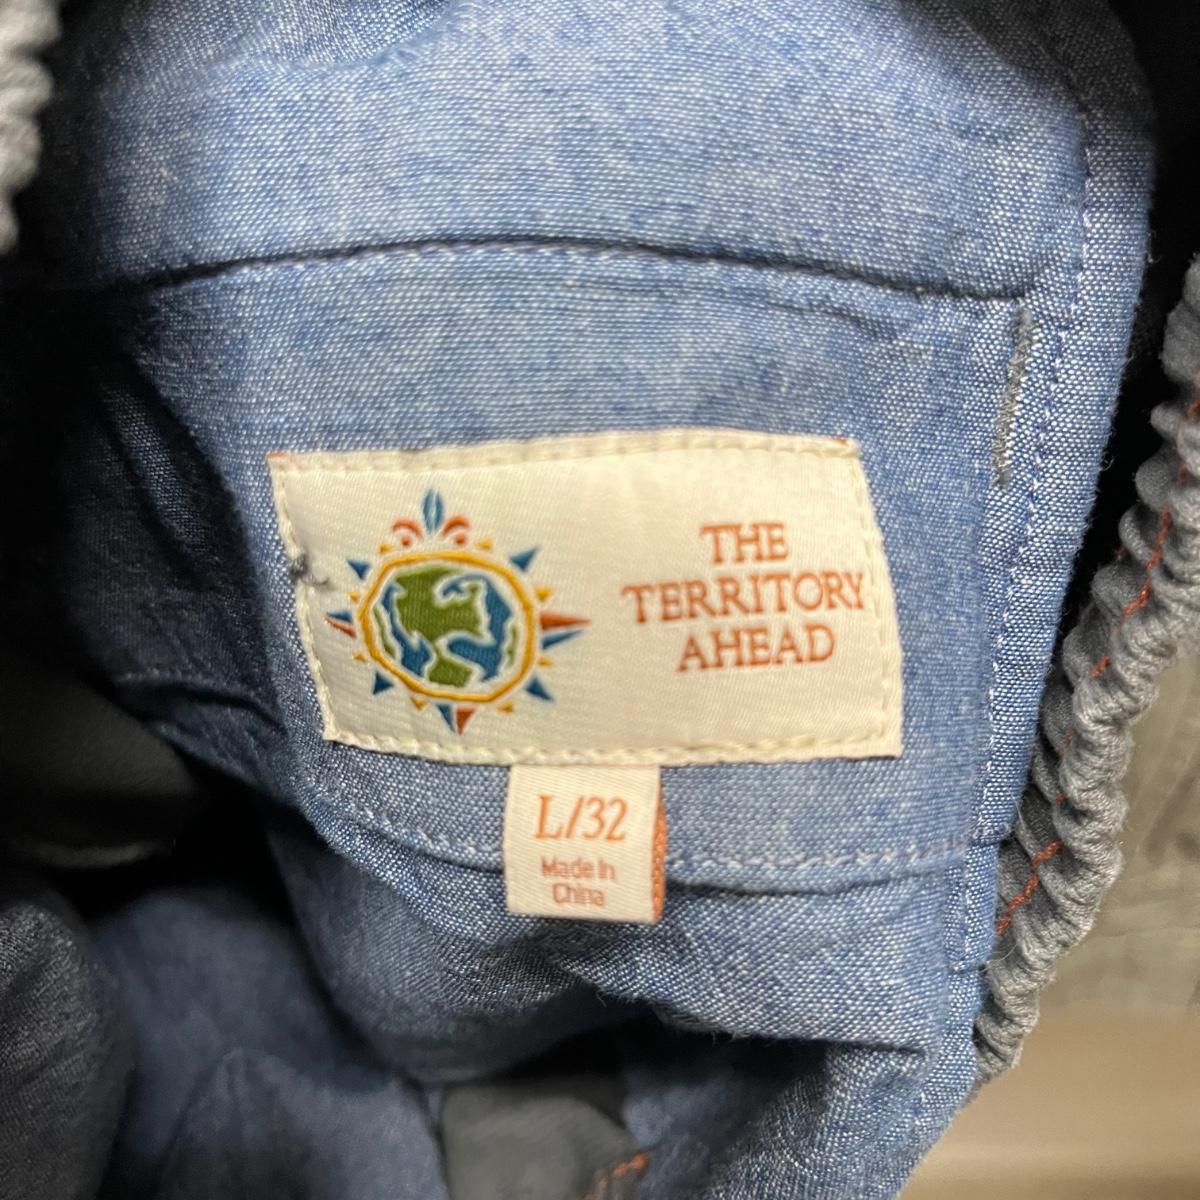 THE
TERRITORY
AHEAD
L/32
Made In
China